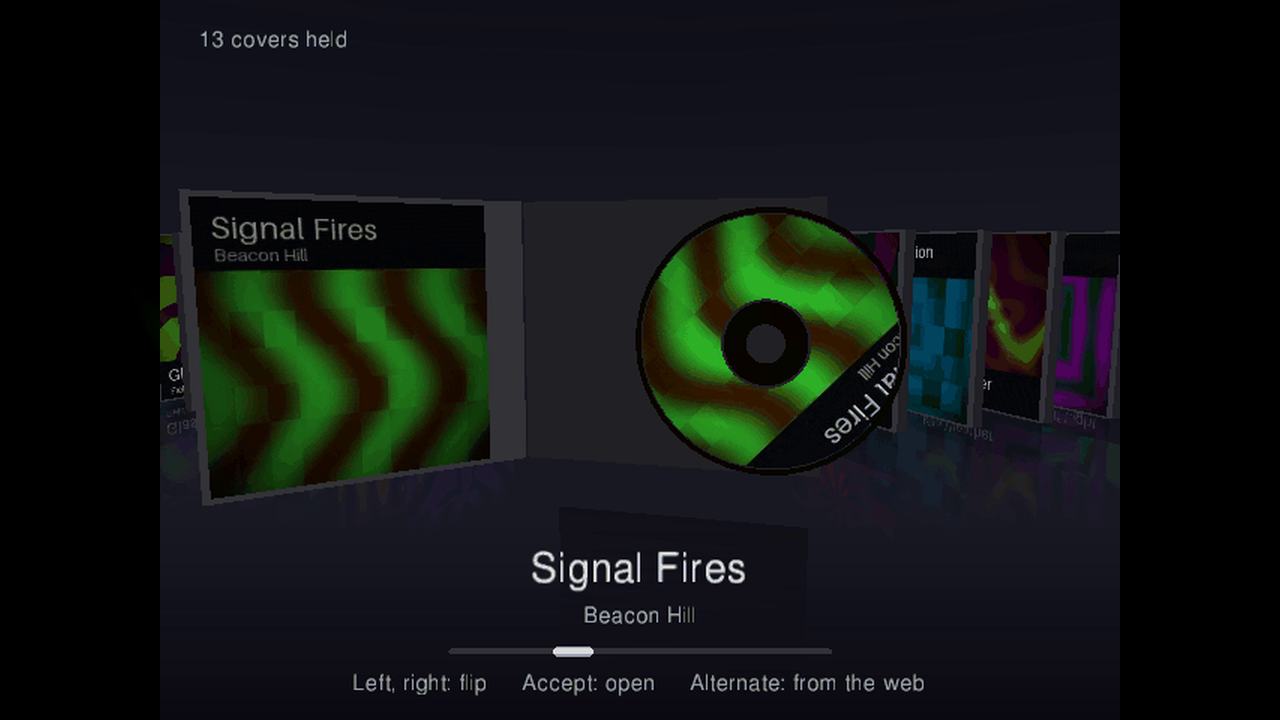 13 covers held
Signal Fires
Beacon Hill
Signal Fires
Beacon Hill
Left, right: flip Accept: open Alternate: from the web